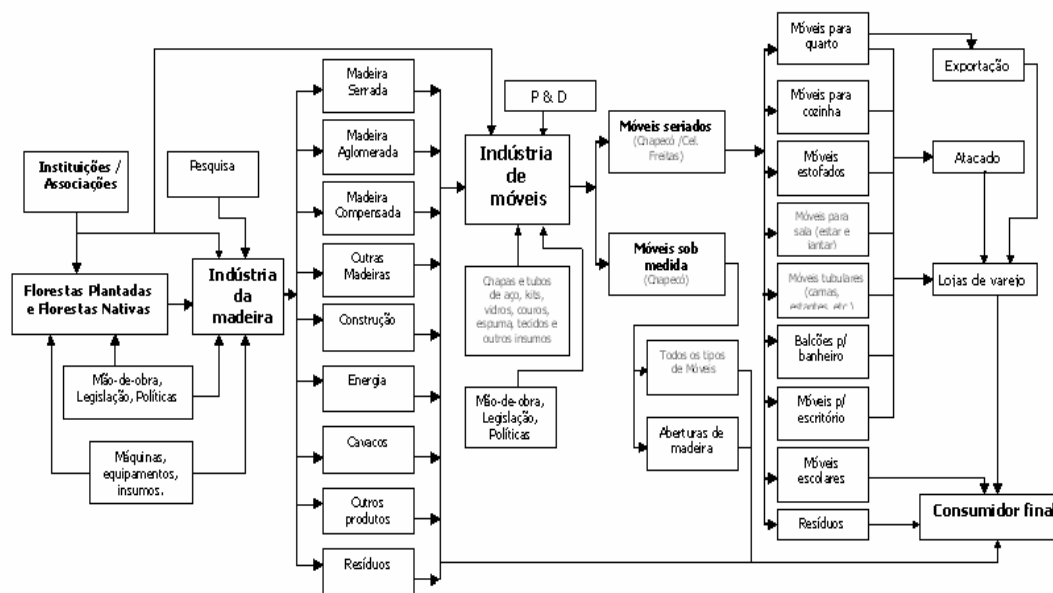 Instituições /
Associações
Pesquisa
Florestas Plantadas
e Florestas Nativas
Indústria
da
madeira
Mão-de-obra,
Legislação, Políticas
Máquinas,
equipamentos,
insumos.
Madeira
Serrada
Madeira
Aglomerada
Madeira
Compensada
Outras
Madeiras
Construção
Energia
Cavacos
Outros
produtos
Resíduos
P & D
Indústria
de
móveis
Chapas e tubos
de aço, kits,
vidros, couros,
espuma, tecidos e
outros insumos
Mão-de-obra,
Legislação,
Políticas
Móveis seriados
(Chapecó /Cel.
Freitas)
Móveis sob
medida
(Chapecó)
Todos os tipos
de Móveis
Aberturas de
madeira
Móveis para
quarto
Móveis para
cozinha
Móveis
estofados
Móveis para
sala (estar e
jantar)
Móveis tubulares
(camas,
estantes, etc.)
Balcões p/
banheiro
Móveis p/
escritório
Móveis
escolares
Resíduos
Exportação
Atacado
Lojas de varejo
Consumidor final